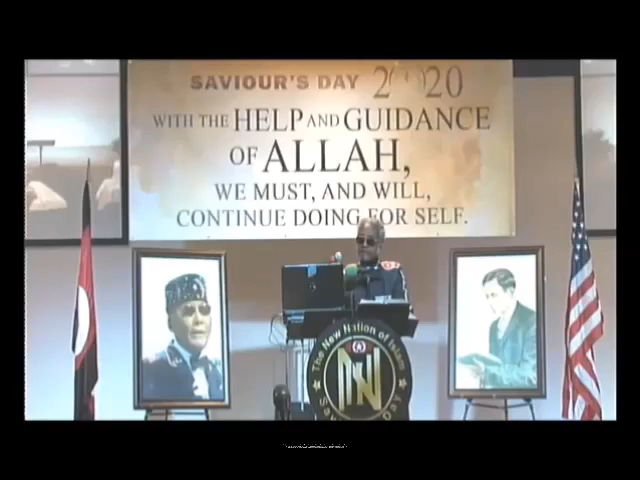 SAVIOUR'S DAY 2020
WITH THE HELP AND GUIDANCE
OF ALLAH,
WE MUST, AND WILL,
CONTINUE DOING FOR SELF.
The New Nation of Islam
Day